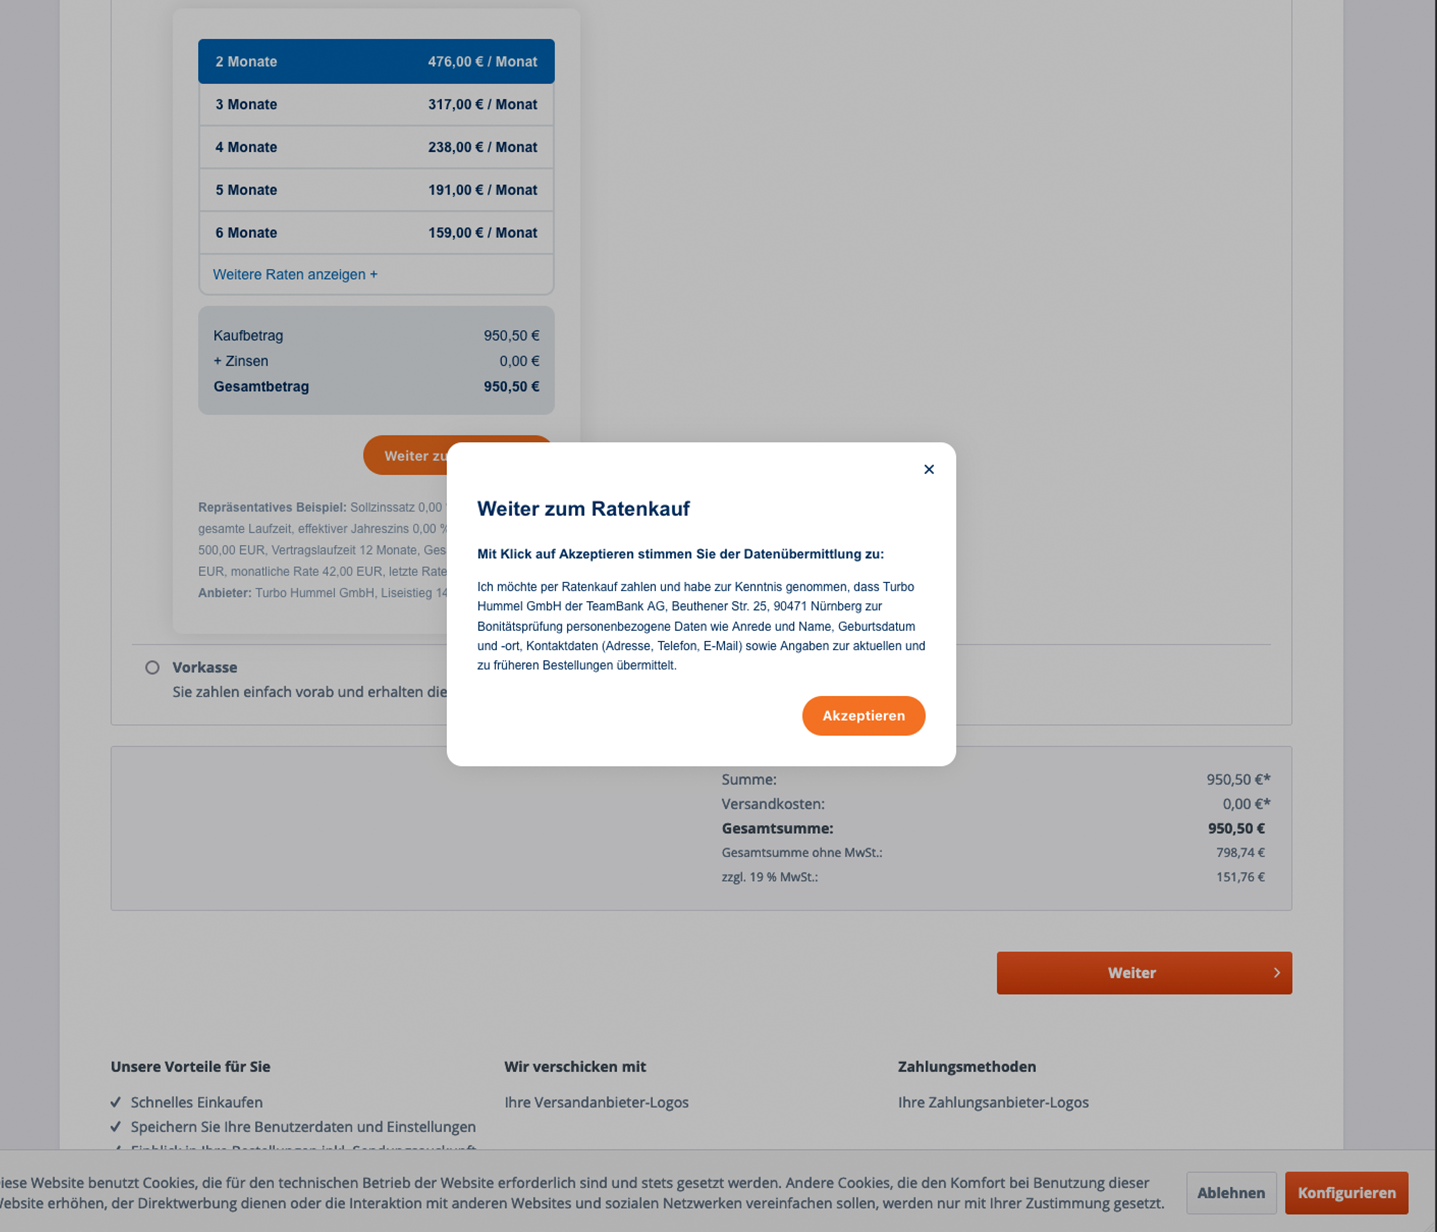 2 Monate 476,00 € / Monat
3 Monate 317,00 € / Monat
4 Monate 238,00 € / Monat
5 Monate 191,00 € / Monat
6 Monate 159,00 € / Monat
Weitere Raten anzeigen +
Kaufbetrag 950,50 €
+ Zinsen 0,00 €
Gesamtbetrag 950,50 €
Weiter zu
Repräsentatives Beispiel: Sollzinssatz 0,00
gesamte Laufzeit, effektiver Jahreszins 0,00 %
500,00 EUR, Vertragslaufzeit 12 Monate,
EUR, monatliche Rate 42,00 EUR, letzte Rate
Anbieter: Turbo Hummel GmbH, Liseistieg 14
Weiter zum Ratenkauf
Mit Klick auf Akzeptieren stimmen Sie der Datenübermittlung zu:
Ich möchte per Ratenkauf zahlen und habe zur Kenntnis genommen, dass Turbo
Hummel GmbH der TeamBank AG, Beuthener Str. 25, 90471 Nürnberg zur
Bonitätsprüfung personenbezogene Daten wie Anrede und Name, Geburtsdatum
und -ort, Kontaktdaten (Adresse, Telefon, E-Mail) sowie Angaben zur aktuellen und
zu früheren Bestellungen übermittelt.
Akzeptieren
Vorkasse
Sie zahlen einfach vorab und erhalten die
Summe: 950,50 €*
Versandkosten: 0,00 €*
Gesamtsumme: 950,50 €
Gesamtsumme ohne MwSt.: 798,74 €
zzgl. 19 % MwSt.: 151,76 €
Weiter
Unsere Vorteile für Sie
Schnelles Einkaufen
Speichern Sie Ihre Benutzerdaten und Einstellungen
Wir verschicken mit
Ihre Versandanbieter-Logos
Zahlungsmethoden
Ihre Zahlungsanbieter-Logos
iese Website benutzt Cookies, die für den technischen Betrieb der Website erforderlich sind und stets gesetzt werden. Andere Cookies, die den Komfort bei Benutzung dieser
Website erhöhen, der Direktwerbung dienen oder die Interaktion mit anderen Websites und sozialen Netzwerken vereinfachen sollen, werden nur mit Ihrer Zustimmung gesetzt.
Ablehnen
Konfigurieren